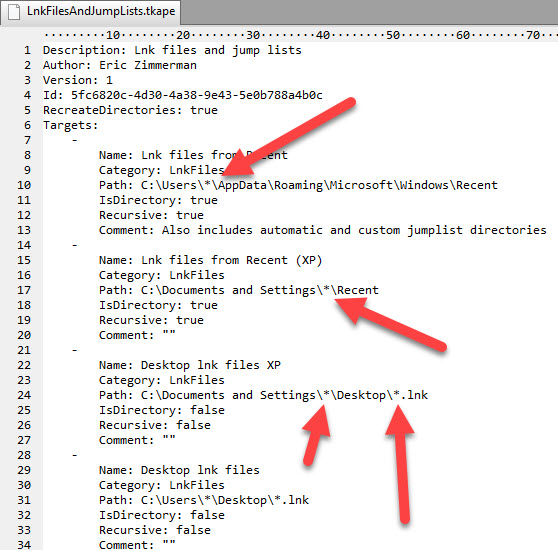 LnkFilesAndJumpLists.tkape
10 20 30 40 50 60 70
1 Description: Lnk files and jump lists
2 Author: Eric Zimmerman
3 Version: 1
4 Id: 5fc6820c-4d30-4a38-9e43-5e0b788a4b0c
5 RecreateDirectories: true
6 Targets:
7 -
8 Name: Lnk files from Recent
9 Category: LnkFiles
10 Path: C:\Users\*\AppData\Roaming\Microsoft\Windows\Recent
11 IsDirectory: true
12 Recursive: true
13 Comment: Also includes automatic and custom jumplist directories
14 -
15 Name: Lnk files from Recent (XP)
16 Category: LnkFiles
17 Path: C:\Documents and Settings\*\Recent
18 IsDirectory: true
19 Recursive: true
20 Comment: ""
21 -
22 Name: Desktop lnk files XP
23 Category: LnkFiles
24 Path: C:\Documents and Settings\*\Desktop\*.lnk
25 IsDirectory: false
26 Recursive: false
27 Comment: ""
28 -
29 Name: Desktop lnk files
30 Category: LnkFiles
31 Path: C:\Users\*\Desktop\*.lnk
32 IsDirectory: false
33 Recursive: false
34 Comment: ""